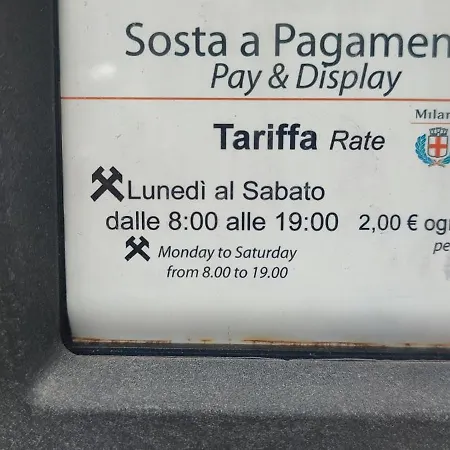 Sosta a Pagamen
Pay & Display
Milan
Tariffa Rate
Lunedì al Sabato
dalle 8:00 alle 19:00 2,00 € ogn
Monday to Saturday pe
from 8.00 to 19.00